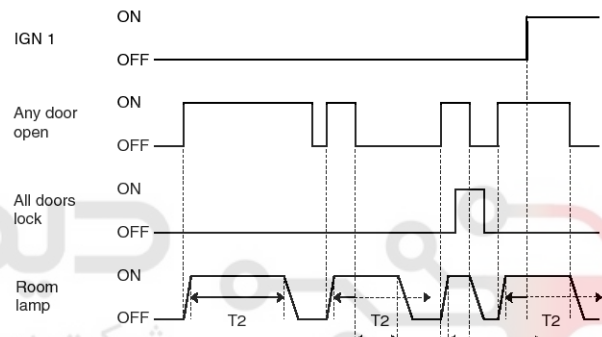 IGN 1
ON
OFF
Any door
open
ON
OFF
All doors
lock
ON
OFF
Room
lamp
ON
OFF
T2
T2
T2